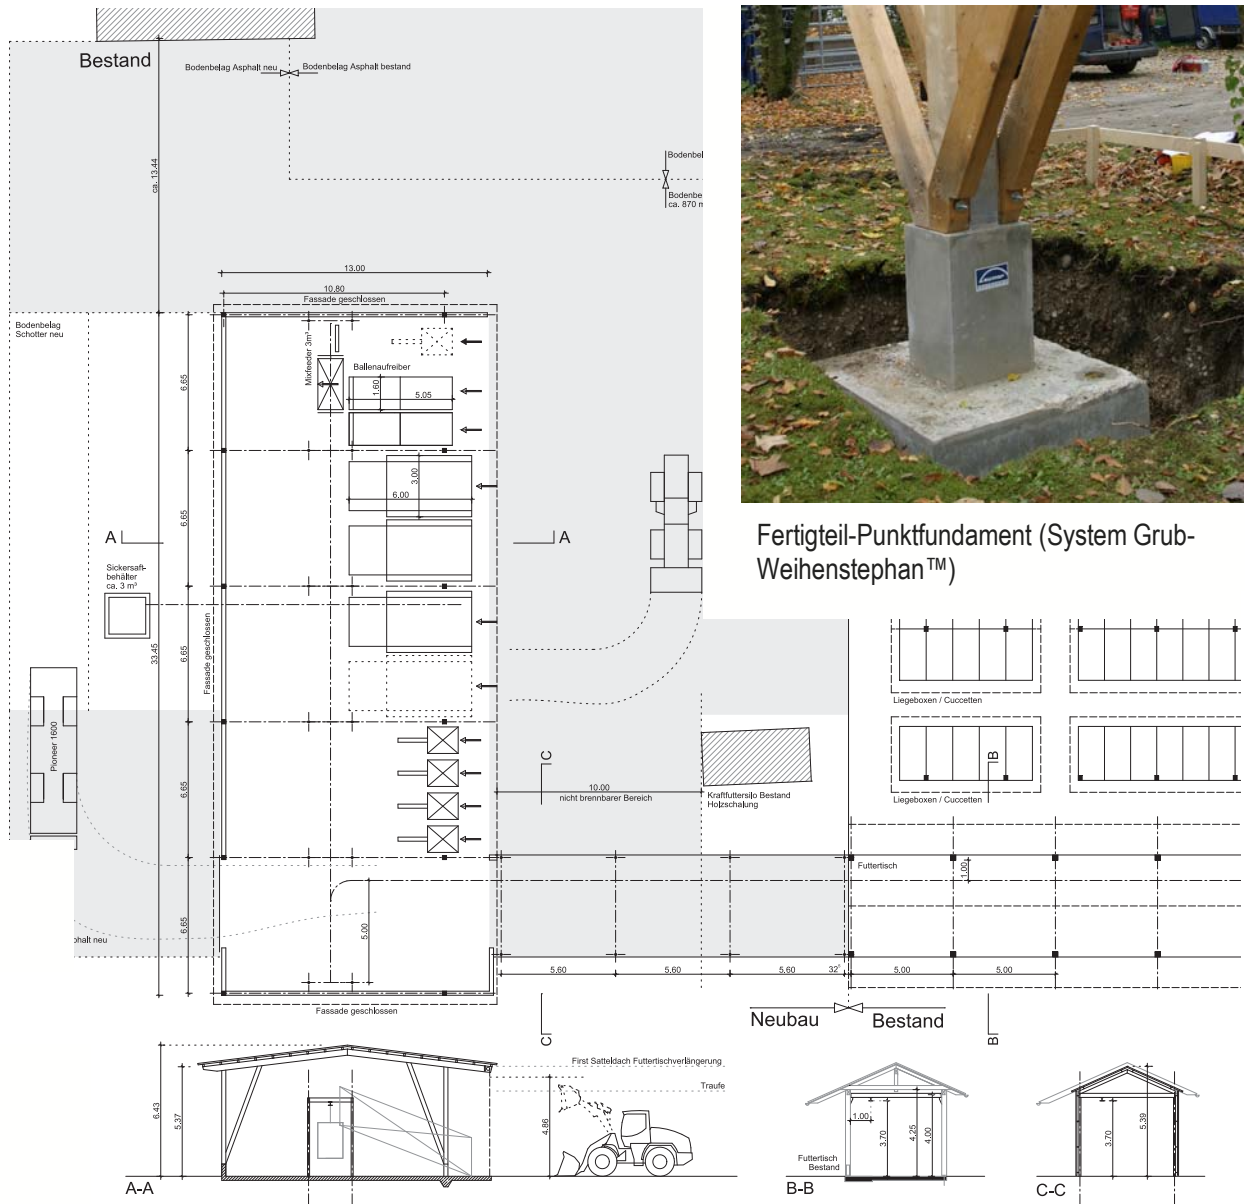 Bestand
Bodenbelag Asphalt neu
Bodenbelag Asphalt bestand
ca. 13.44
Bodenbel
Bodenbe
ca. 870 m
13.00
10.80
Fassade geschlossen
Bodenbelag
Schotter neu
6.65
Mixfeeder 3m³
Ballenaufreiber
1.60
5.05
6.65
3.00
6.00
A
A
Sickersaft-
behälter
ca. 3 m³
33.45
Fassade geschlossen
6.65
Pioneer 1600
6.65
C
10.00
nicht brennbarer Bereich
Kraftfuttersilo Bestand
Holzschalung
6.65
5.00
halt neu
Fassade geschlossen
5.60
5.60
5.60
32⁵
5.00
5.00
C
Neubau
Bestand
B
Fertigteil-Punktfundament (System Grub-
Weihenstephan™)
Liegeboxen / Cuccetten
B
Liegeboxen / Cuccetten
Futtertisch
1.00
6.43
5.37
A-A
First Satteldach Futtertischverlängerung
Traufe
4.86
1.00
3.70
4.25
4.00
Futtertisch
Bestand
B-B
3.70
5.39
C-C